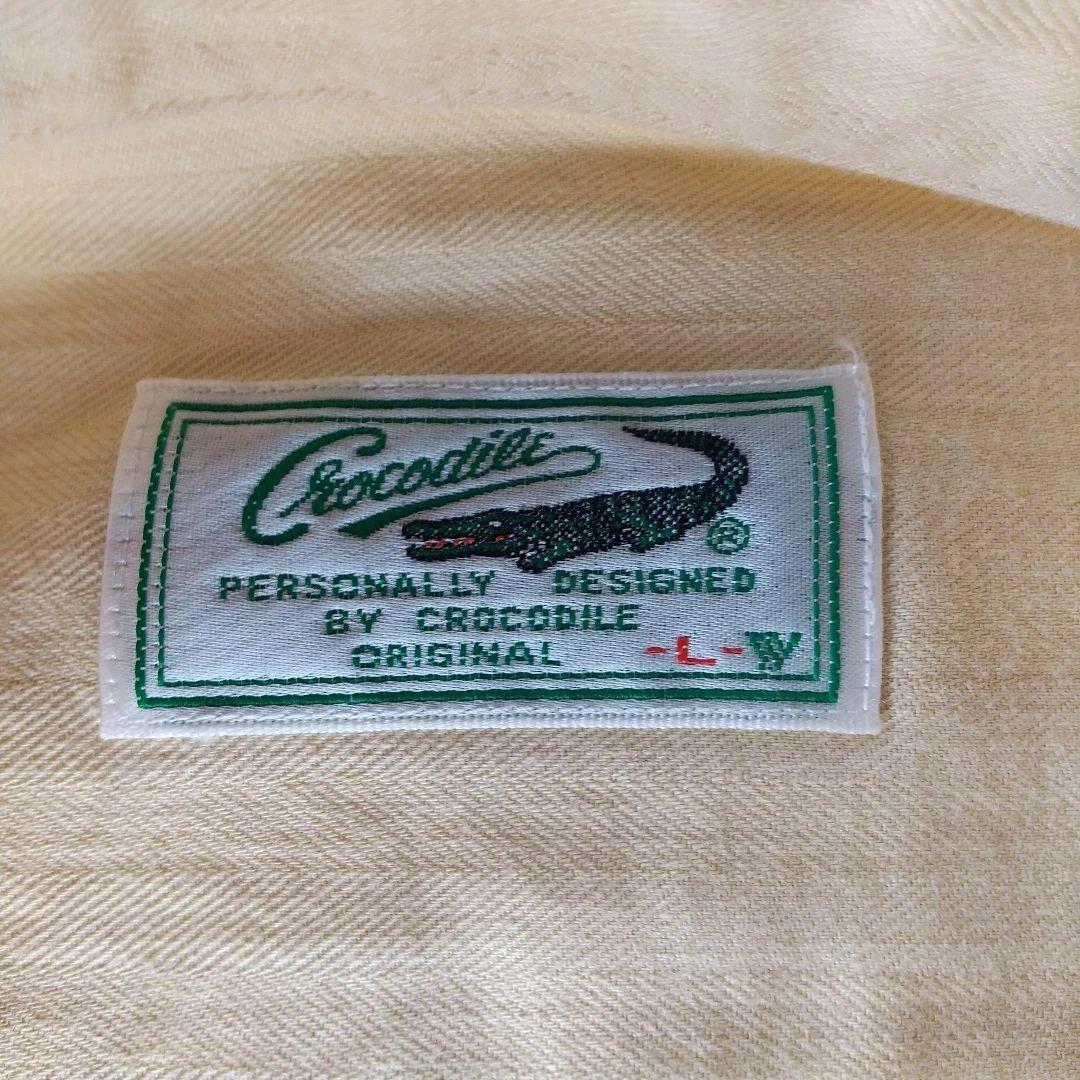 Crocodile
®
PERSONALLY DESIGNED
BY CROCODILE
ORIGINAL -L-